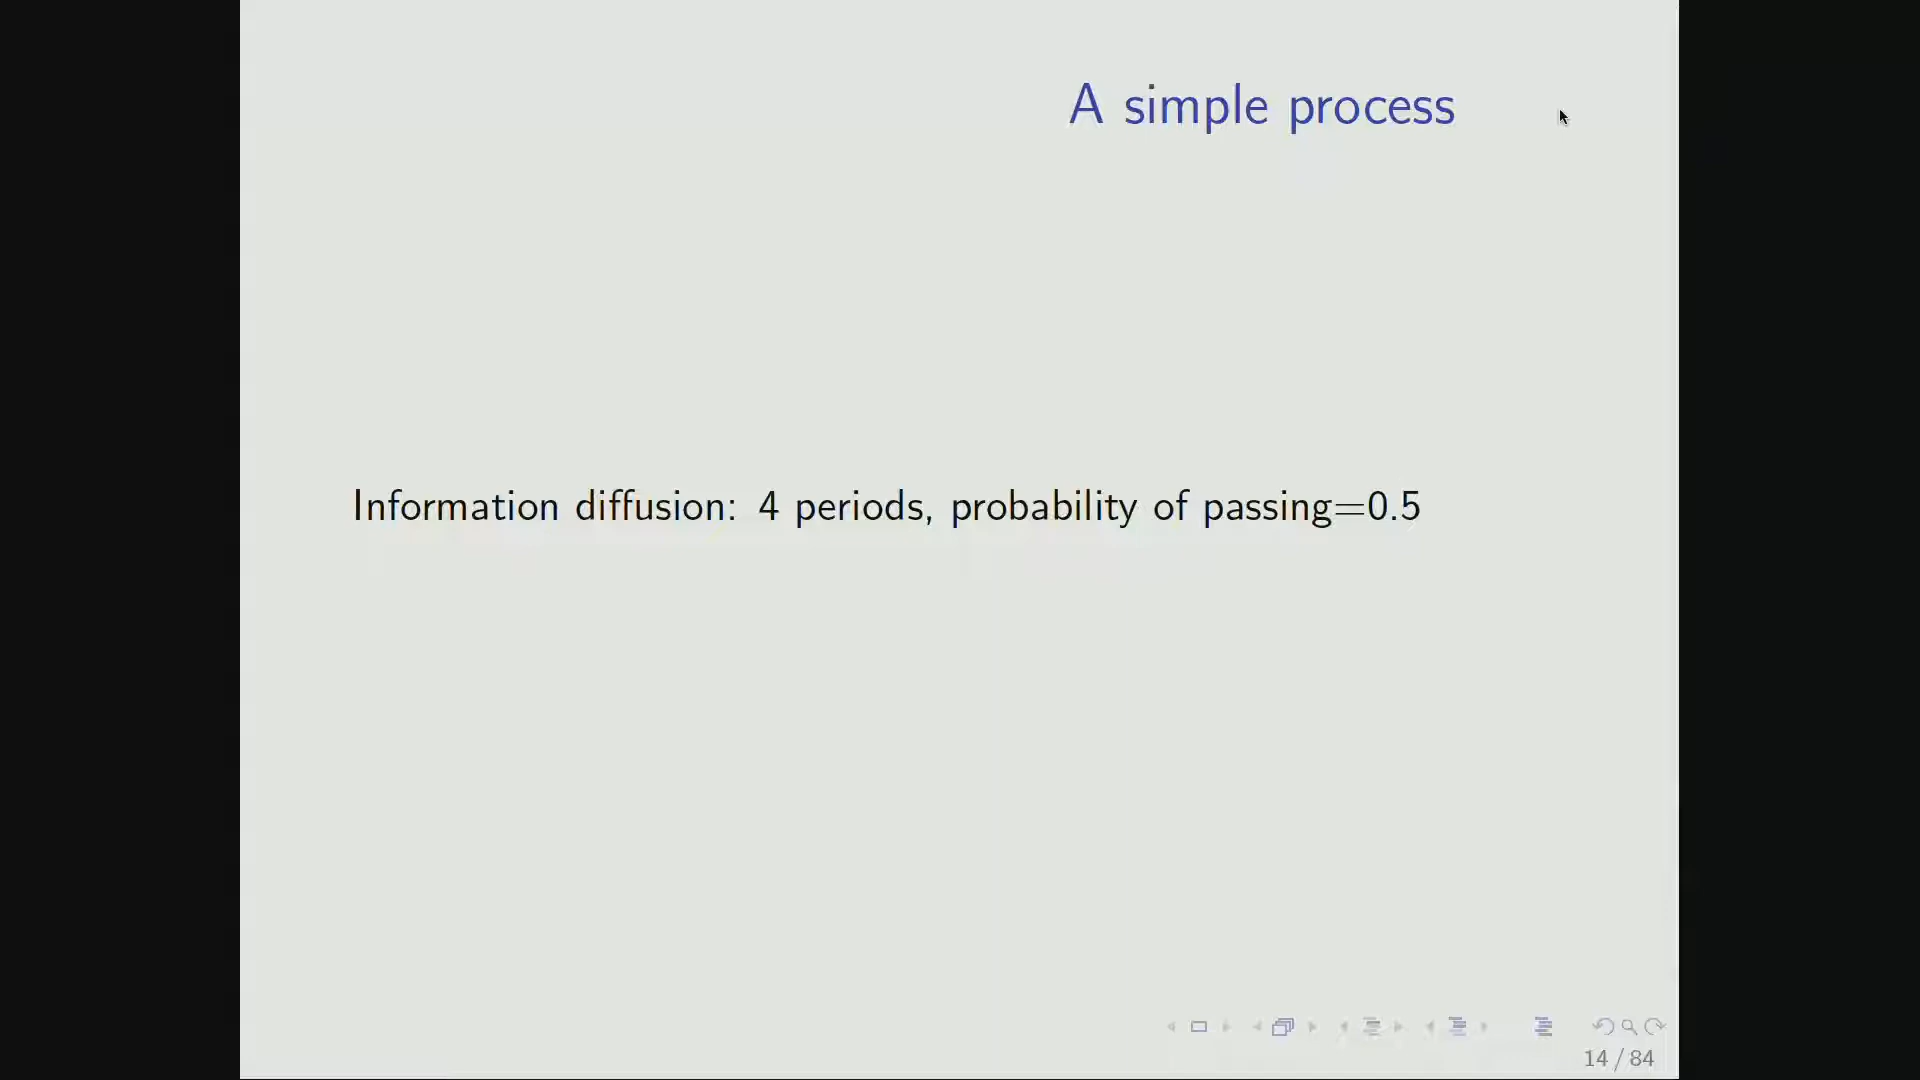 A simple process
Information diffusion: 4 periods, probability of passing=0.5
14 / 84